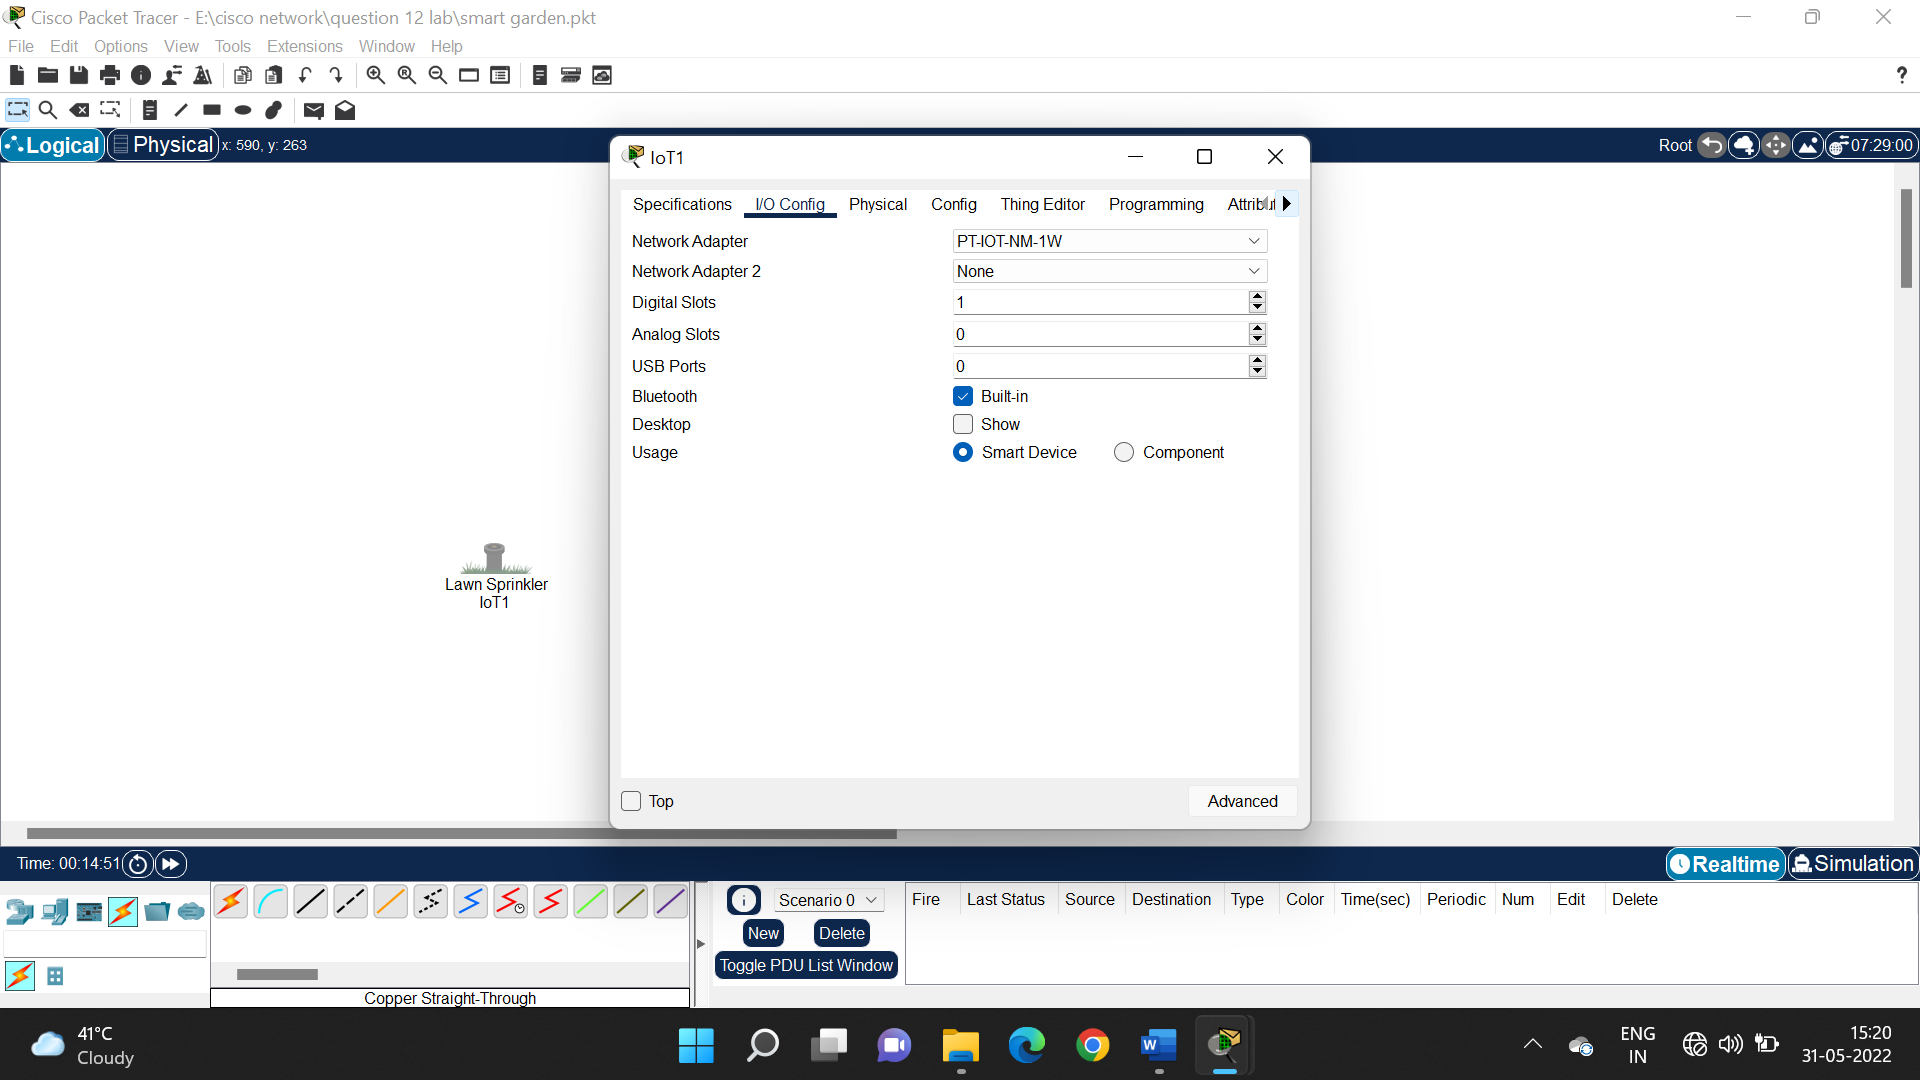 Cisco Packet Tracer - E:\cisco network\question 12 lab\smart garden.pkt
File Edit Options View Tools Extensions Window Help
?
Logical Physical x: 590, y: 263 Root 07:29:00
IoT1
Specifications I/O Config Physical Config Thing Editor Programming Attribut
Network Adapter PT-IOT-NM-1W
Network Adapter 2 None
Digital Slots 1
Analog Slots 0
USB Ports 0
Bluetooth Built-in
Desktop Show
Usage Smart Device Component
Lawn Sprinkler
IoT1
Top Advanced
Time: 00:14:51 Realtime Simulation
Scenario 0 Fire Last Status Source Destination Type Color Time(sec) Periodic Num Edit Delete
New Delete
Toggle PDU List Window
Copper Straight-Through
41°C
Cloudy
ENG
IN
15:20
31-05-2022